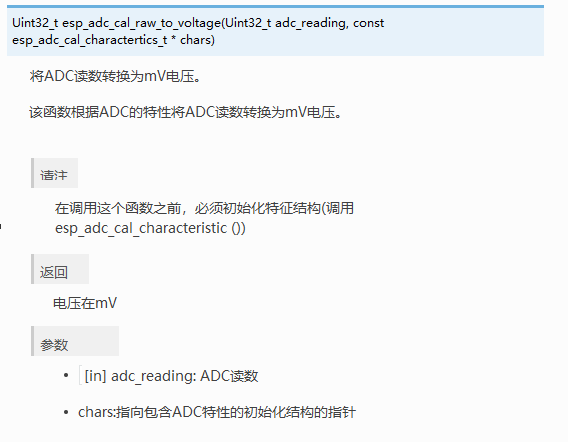 Uint32_t esp_adc_cal_raw_to_voltage(Uint32_t adc_reading, const
esp_adc_cal_charactertics_t * chars)
将ADC读数转换为mV电压。
该函数根据ADC的特性将ADC读数转换为mV电压。
请注
在调用这个函数之前，必须初始化特征结构(调用
esp_adc_cal_characteristic ())
返回
电压在mV
参数
• [in] adc_reading: ADC读数
• chars:指向包含ADC特性的初始化结构的指针